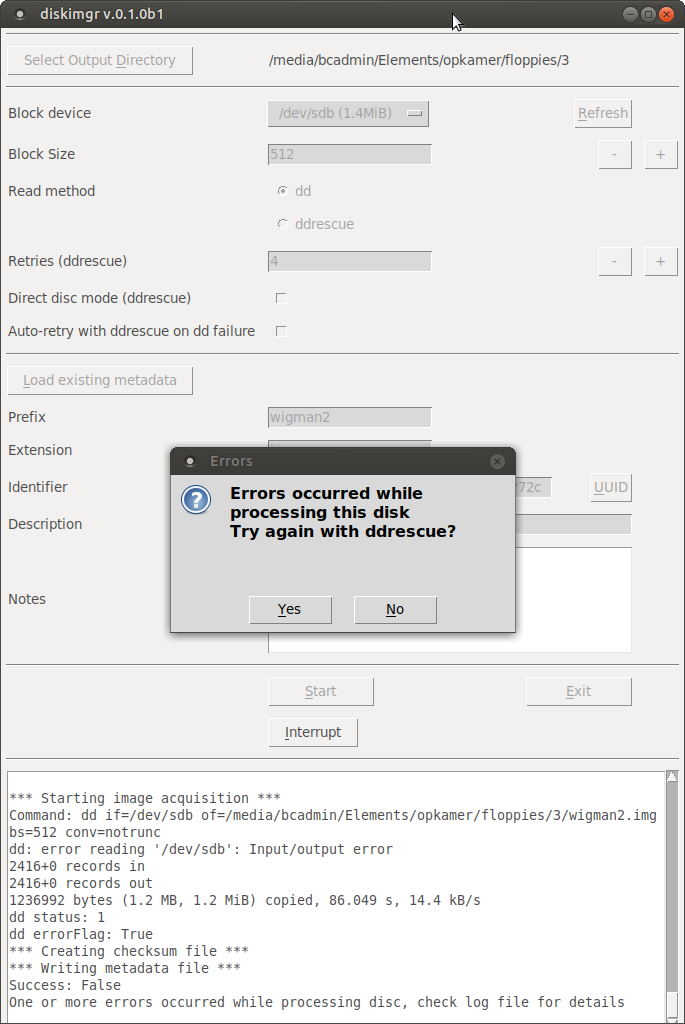 diskimgr v.0.1.0b1
Select Output Directory /media/bcadmin/Elements/opkamer/floppies/3
Block device /dev/sdb (1.4MiB) Refresh
Block Size 512 - +
Read method dd
ddrescue
Retries (ddrescue) 4 - +
Direct disc mode (ddrescue)
Auto-retry with ddrescue on dd failure
Load existing metadata
Prefix wigman2
Extension
Identifier 272c UUID
Description
Notes
Errors
Errors occurred while
processing this disk
Try again with ddrescue?
Yes No
Start Exit
Interrupt
*** Starting image acquisition ***
Command: dd if=/dev/sdb of=/media/bcadmin/Elements/opkamer/floppies/3/wigman2.img
bs=512 conv=notrunc
dd: error reading '/dev/sdb': Input/output error
2416+0 records in
2416+0 records out
1236992 bytes (1.2 MB, 1.2 MiB) copied, 86.049 s, 14.4 kB/s
dd status: 1
dd errorFlag: True
*** Creating checksum file ***
*** Writing metadata file ***
Success: False
One or more errors occurred while processing disc, check log file for details